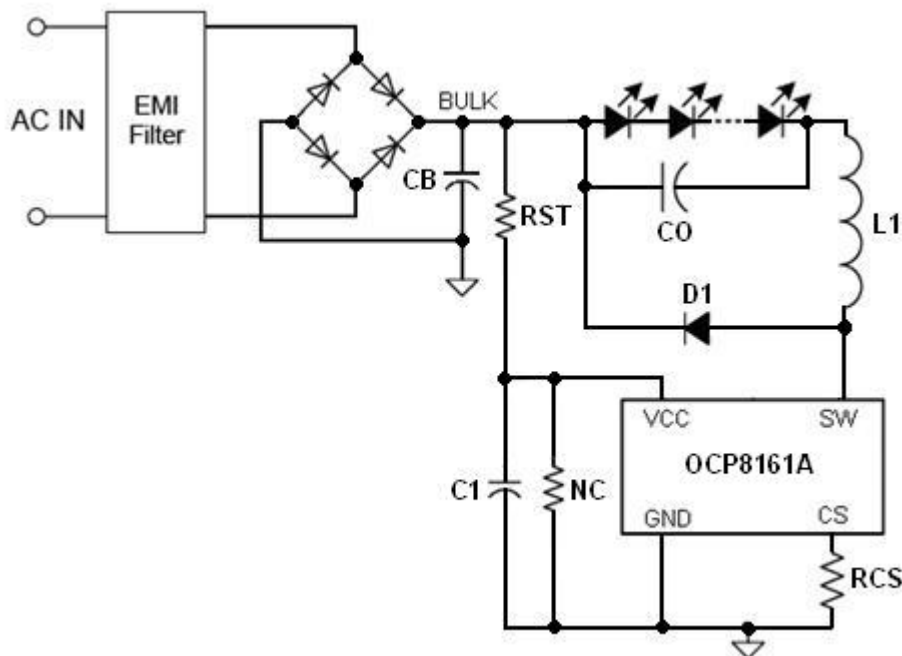 AC IN
EMI
Filter
BULK
CB
RST
CO
L1
D1
VCC
SW
OCP8161A
C1
NC
GND
CS
RCS